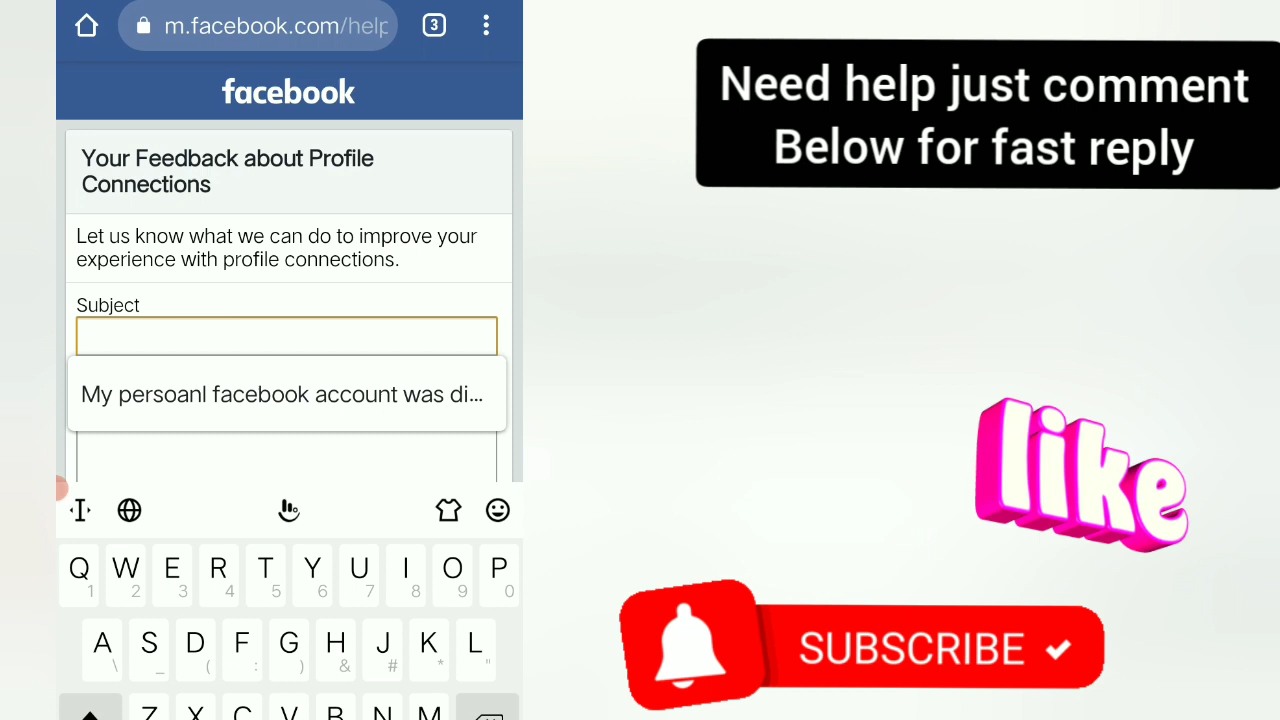 m.facebook.com/help
3
facebook
Your Feedback about Profile
Connections
Let us know what we can do to improve your
experience with profile connections.
Subject
My persoanl facebook account was di...
Q W E R T Y U I O P
1 2 3 4 5 6 7 8 9 0
A S D F G H J K L
\ _ ( : ) & # * "
Z X C V B N M
Need help just comment
Below for fast reply
like
SUBSCRIBE